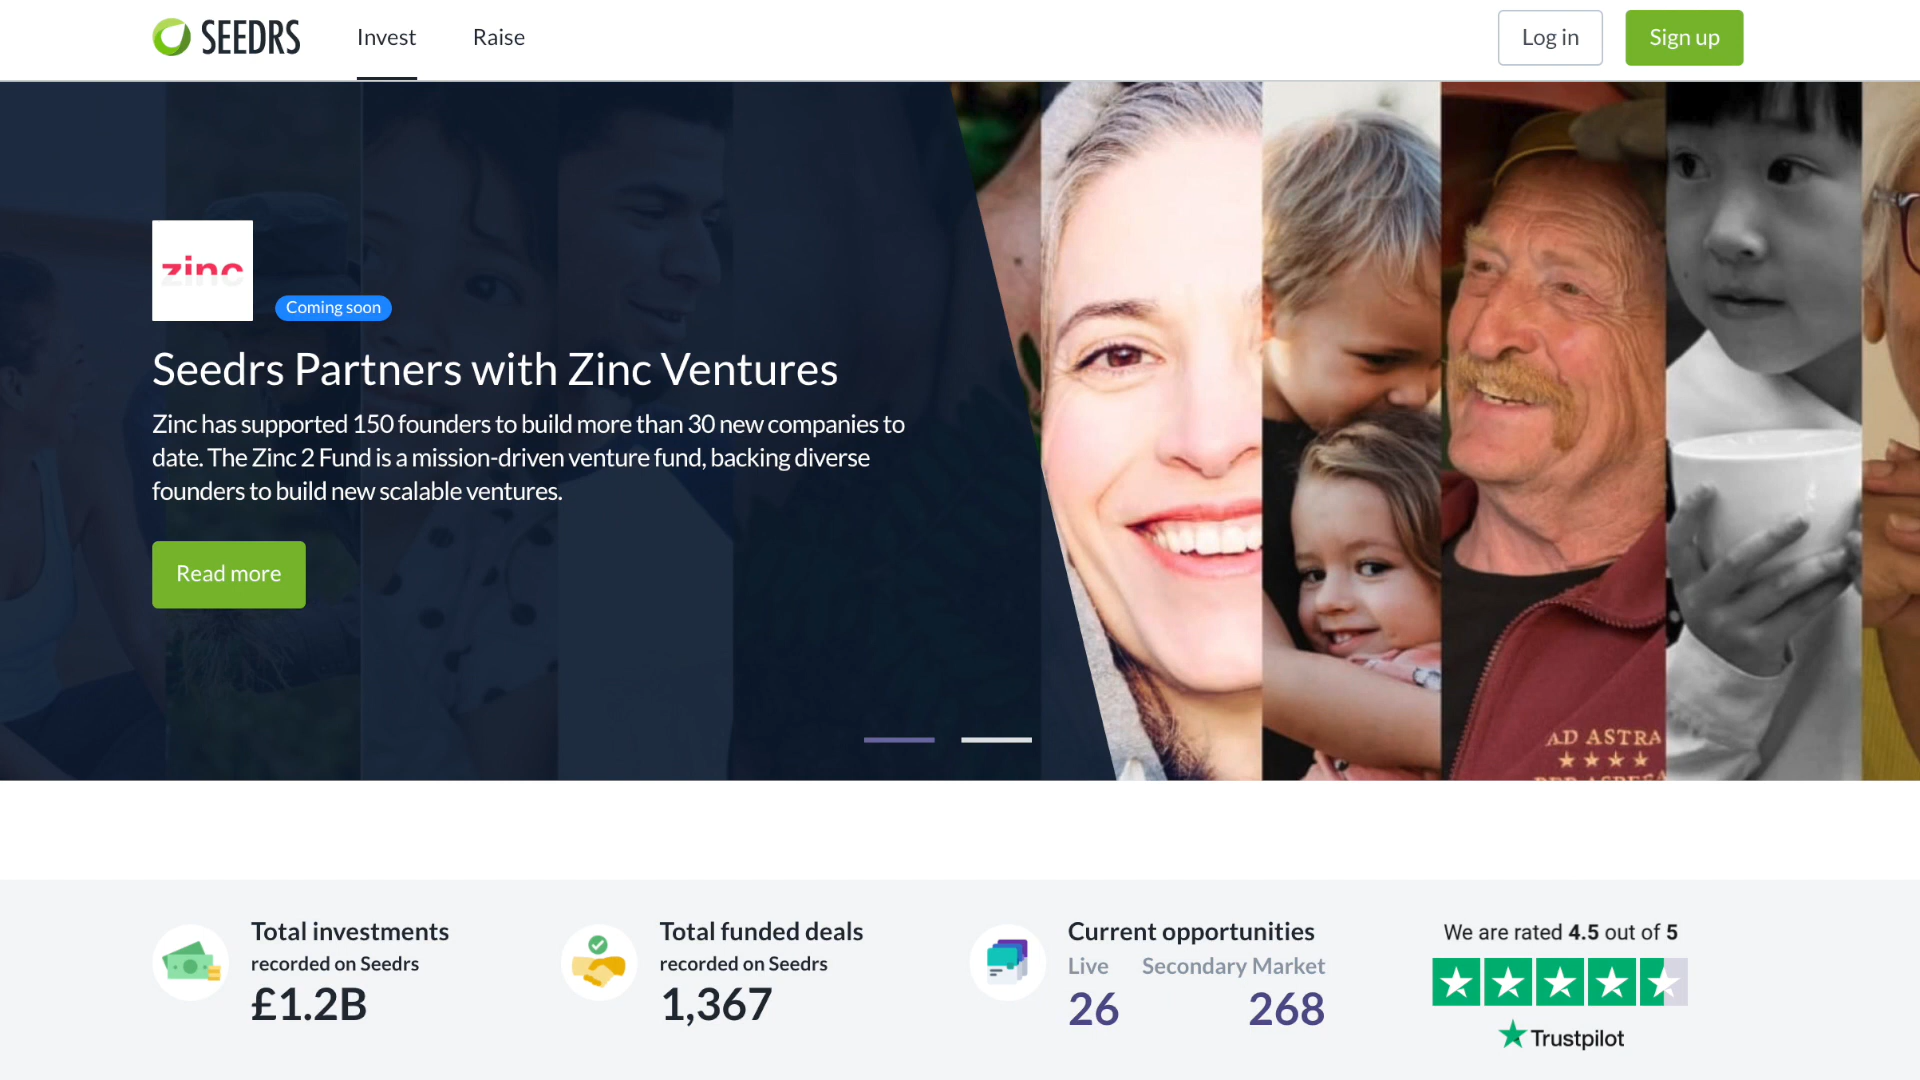 SEEDRS
Invest
Raise
Log in
Sign up
zinc
Coming soon
Seedrs Partners with Zinc Ventures
Zinc has supported 150 founders to build more than 30 new companies to
date. The Zinc 2 Fund is a mission-driven venture fund, backing diverse
founders to build new scalable ventures.
Read more
AD ASTRA
Total investments
recorded on Seedrs
£1.2B
Total funded deals
recorded on Seedrs
1,367
Current opportunities
Live Secondary Market
26 268
We are rated 4.5 out of 5
Trustpilot